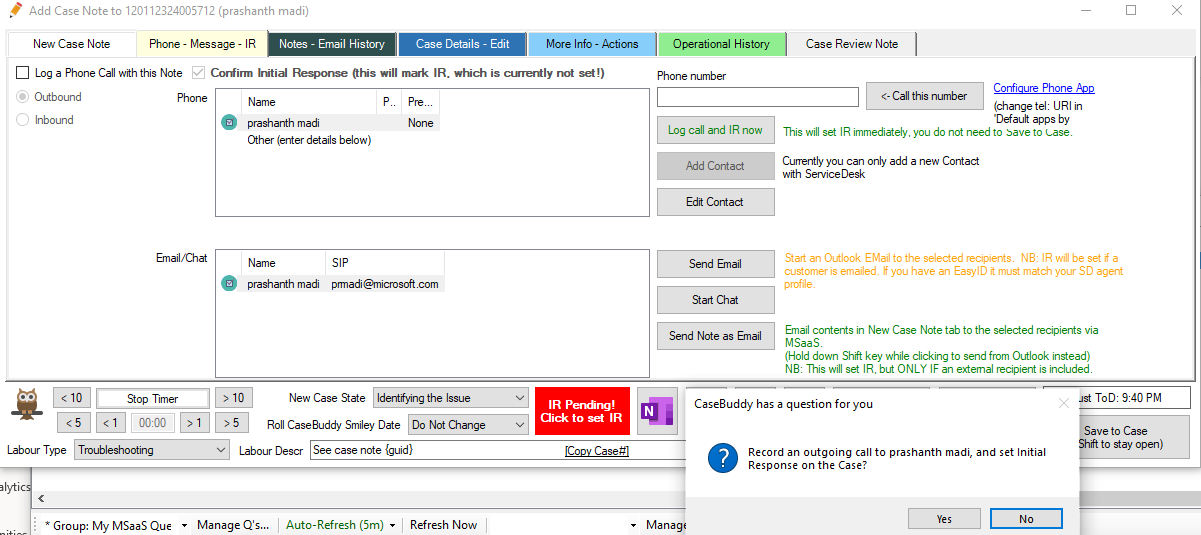 Add Case Note to 120112324005712 (prashanth madi)
New Case Note
Phone - Message - IR
Notes - Email History
Case Details - Edit
More Info - Actions
Operational History
Case Review Note
Log a Phone Call with this Note
Confirm Initial Response (this will mark IR, which is currently not set!)
Outbound
Inbound
Phone
Name P.. Pre...
prashanth madi None
Other (enter details below)
Phone number
<- Call this number
Configure Phone App
(change tel: URI in
'Default apps by
Log call and IR now
This will set IR immediately, you do not need to Save to Case.
Add Contact
Currently you can only add a new Contact
with ServiceDesk
Edit Contact
Email/Chat
Name SIP
prashanth madi prmadi@microsoft.com
Send Email
Start an Outlook EMail to the selected recipients. NB: IR will be set if a
customer is emailed. If you have an EasyID it must match your SD agent
profile.
Start Chat
Send Note as Email
Email contents in New Case Note tab to the selected recipients via
MSaaS.
(Hold down Shift key while clicking to send from Outlook instead)
NB: This will set IR, but ONLY IF an external recipient is included.
< 10
Stop Timer
> 10
< 5
< 1
00:00
> 1
> 5
New Case State
Identifying the Issue
Roll CaseBuddy Smiley Date
Do Not Change
IR Pending!
Click to set IR
N
ust ToD: 9:40 PM
Save to Case
Shift to stay open)
Labour Type
Troubleshooting
Labour Descr
See case note {guid}
[Copy Case#]
CaseBuddy has a question for you
Record an outgoing call to prashanth madi, and set Initial
Response on the Case?
Yes
No
alytics
<
* Group: My MSaaS Que
Manage Q's...
Auto-Refresh (5m)
Refresh Now
Manage